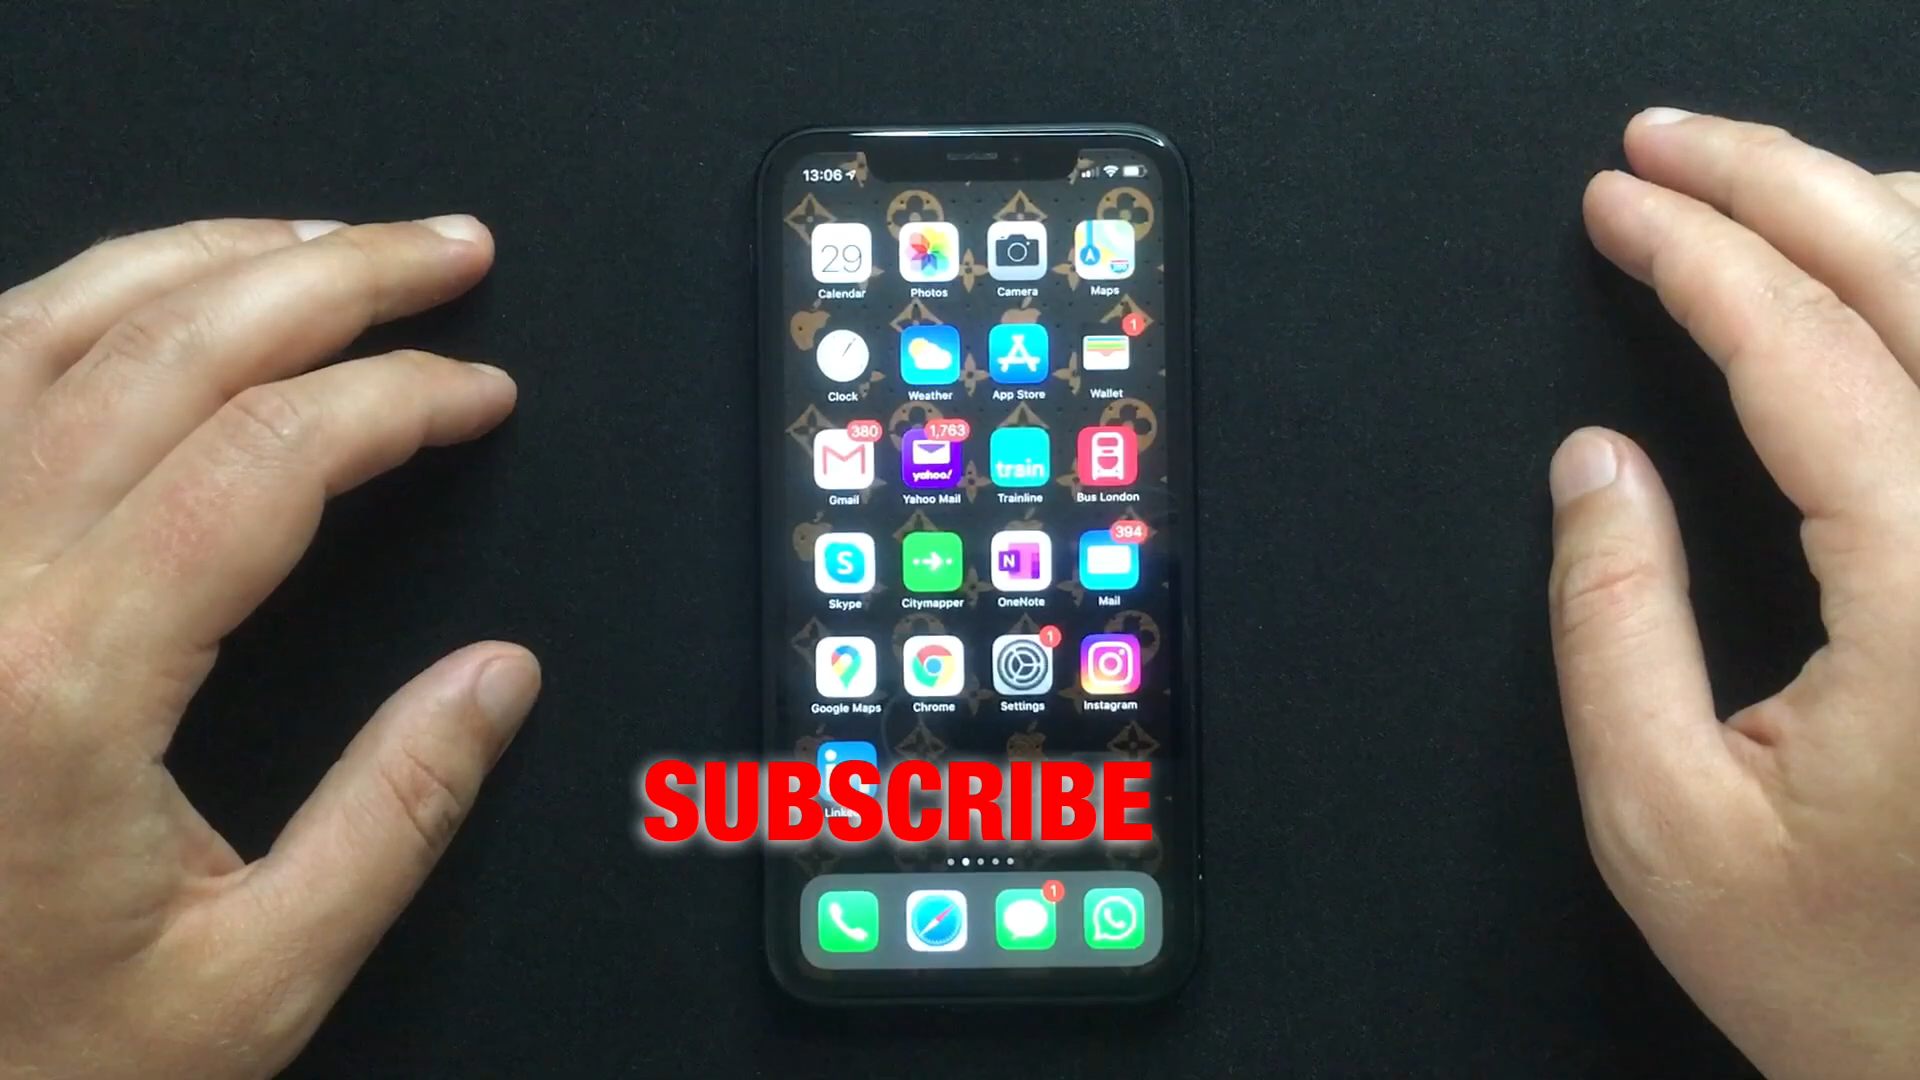 13:06
29
Calendar
Photos
Camera
Maps
1
Clock
Weather
App Store
Wallet
380
1,763
yahoo!
train
Gmail
Yahoo Mail
Trainline
Bus London
394
S
N
Skype
Citymapper
OneNote
Mail
1
Google Maps
Chrome
Settings
Instagram
SUBSCRIBE
1